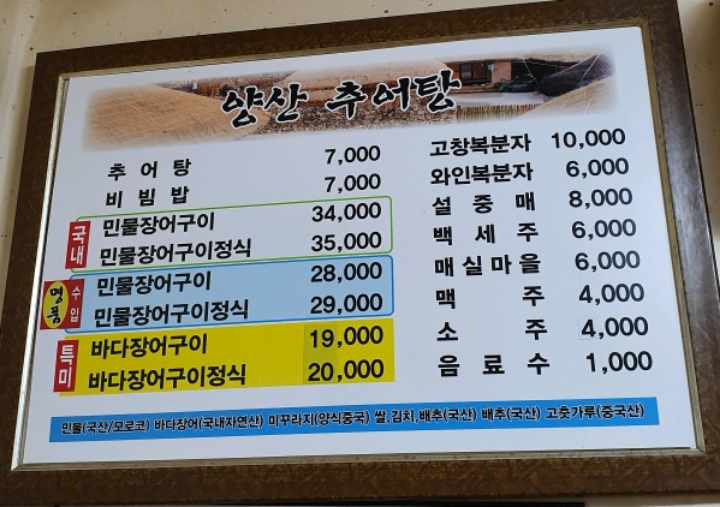 양산 추어탕
추어탕 7,000
비빔밥 7,000
국내
민물장어구이 34,000
민물장어구이정식 35,000
명품 수입
민물장어구이 28,000
민물장어구이정식 29,000
특미
바다장어구이 19,000
바다장어구이정식 20,000
고창복분자 10,000
와인복분자 6,000
설중매 8,000
백세주 6,000
매실마을 6,000
맥주 4,000
소주 4,000
음료수 1,000
민물(국산/모로코) 바다장어(국내자연산) 미꾸라지(양식중국) 쌀,김치,배추(국산) 배추(국산) 고춧가루(중국산)